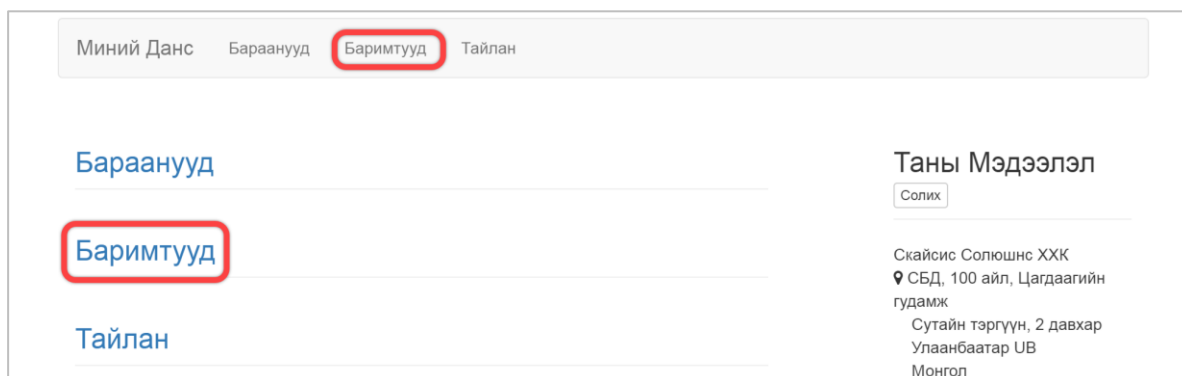 Миний Данс Бараанууд Баримтууд Тайлан
Бараанууд
Баримтууд
Тайлан
Таны Мэдээлэл
Солих
Скайсис Солюшнс ХХК
СБД, 100 айл, Цагдаагийн
гудамж
Сутайн тэргүүн, 2 давхар
Улаанбаатар UB
Монгол